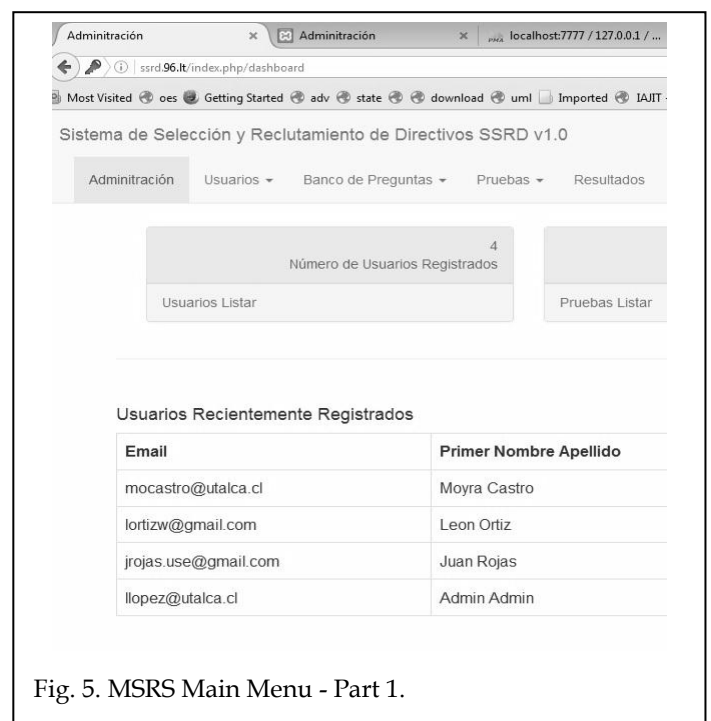 Adminitración × Adminitración × localhost:7777 / 127.0.0.1 / ...
ssrd.96.lt/index.php/dashboard
Most Visited oes Getting Started adv state download uml Imported IAJIT
Sistema de Selección y Reclutamiento de Directivos SSRD v1.0
Adminitración Usuarios Banco de Preguntas Pruebas Resultados
4
Número de Usuarios Registrados
Usuarios Listar Pruebas Listar
Usuarios Recientemente Registrados
Email Primer Nombre Apellido
mocastro@utalca.cl Moyra Castro
lortizw@gmail.com Leon Ortiz
jrojas.use@gmail.com Juan Rojas
llopez@utalca.cl Admin Admin
Fig. 5. MSRS Main Menu - Part 1.